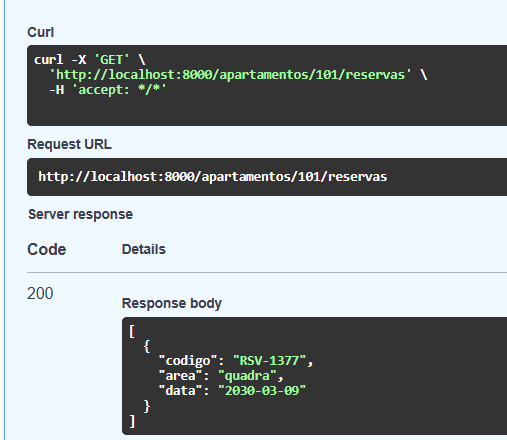 Curl
curl -X 'GET' \
  'http://localhost:8000/apartamentos/101/reservas' \
  -H 'accept: */*'
Request URL
http://localhost:8000/apartamentos/101/reservas
Server response
Code Details
200
Response body
[
  {
    "codigo": "RSV-1377",
    "area": "quadra",
    "data": "2030-03-09"
  }
]